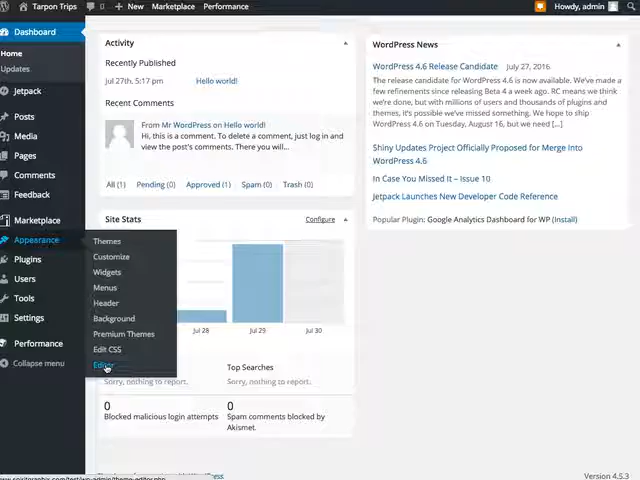 Tarpon Trips 0 + New Marketplace Performance Howdy, admin
Dashboard
Home
Updates
Jetpack
Posts
Media
Pages
Comments
Feedback
Marketplace
Appearance
Plugins
Users
Tools
Settings
Performance
Collapse menu
Themes
Customize
Widgets
Menus
Header
Background
Premium Themes
Edit CSS
Editor
Activity
Recently Published
Jul 27th, 5:17 pm Hello world!
Recent Comments
From Mr WordPress on Hello world!
Hi, this is a comment. To delete a comment, just log in and
view the post's comments. There you will...
All (1) Pending (0) Approved (1) Spam (0) Trash (0)
Site Stats Configure
Jul 28 Jul 29 Jul 30
Top Searches
Sorry, nothing to report. Sorry, nothing to report.
0 0
Blocked malicious login attempts Spam comments blocked by
Akismet.
WordPress News
WordPress 4.6 Release Candidate July 27, 2016
The release candidate for WordPress 4.6 is now available. We've made a
few refinements since releasing Beta 4 a week ago. RC means we
think we're done, but with millions of users and thousands of plugins and
themes, it's possible we've missed something. We hope to ship
WordPress 4.6 on Tuesday, August 16, but we need [...]
Shiny Updates Project Officially Proposed for Merge Into
WordPress 4.6
In Case You Missed It – Issue 10
Jetpack Launches New Developer Code Reference
Popular Plugin: Google Analytics Dashboard for WP (Install)
WordPress.
Version 4.5.3